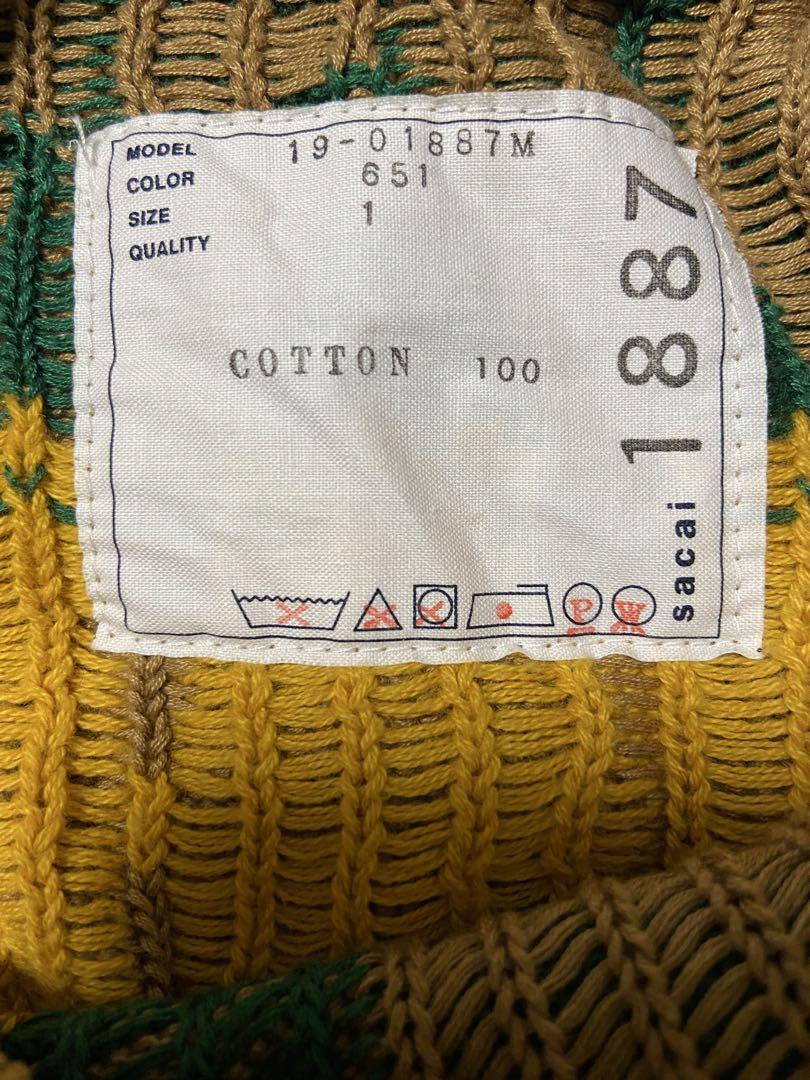 MODEL 19-01887M
COLOR 651
SIZE 1
QUALITY
COTTON 100
P W
sacai 1887